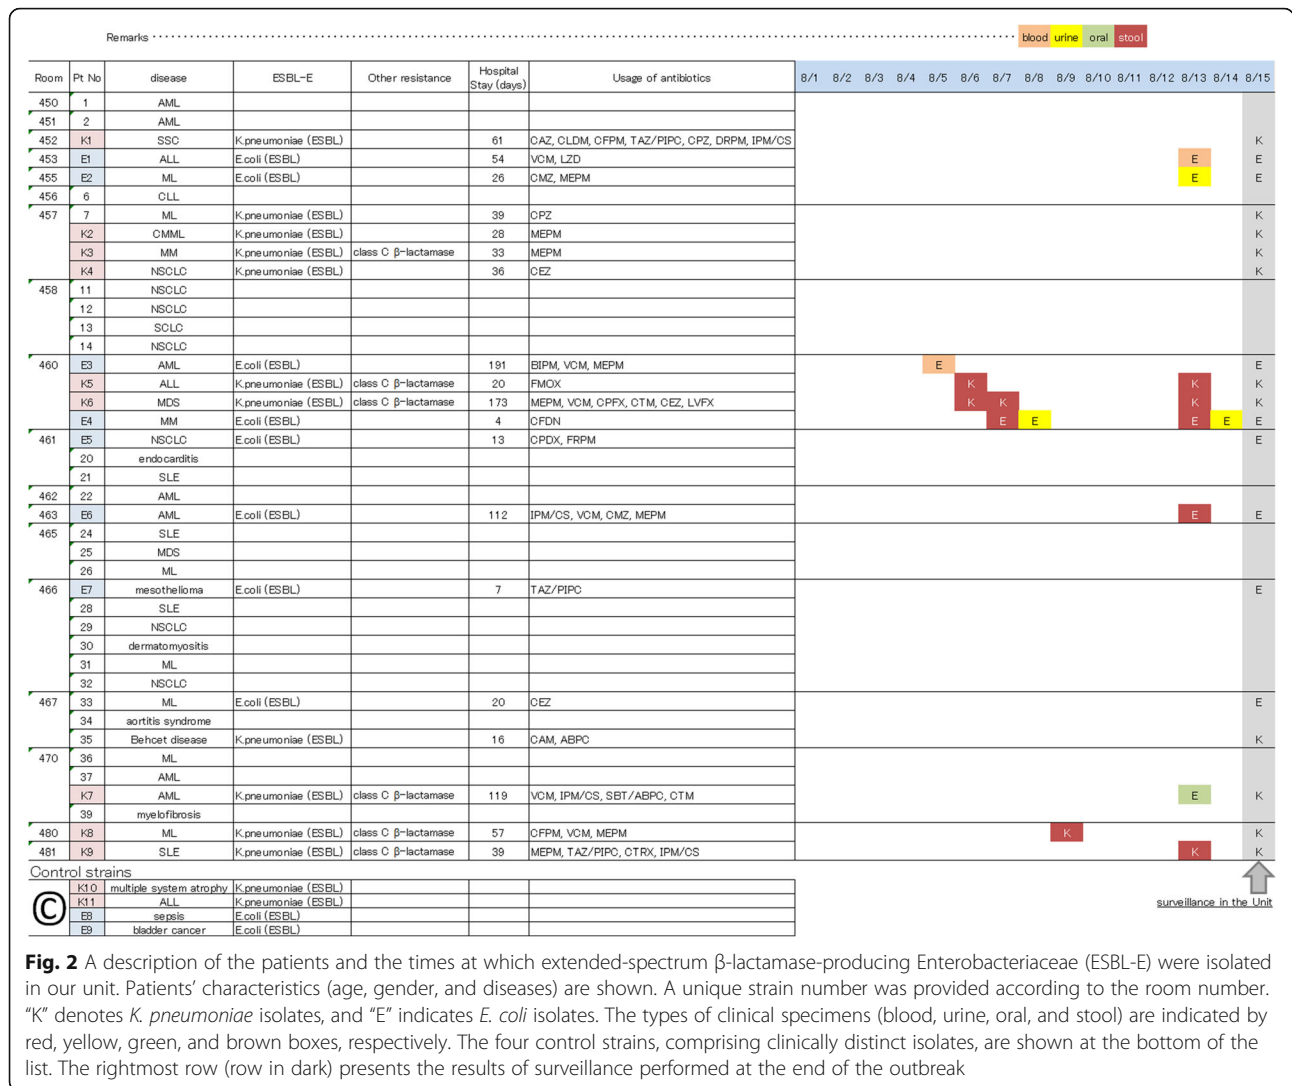 Remarks blood urine oral stool
Room Pt No disease ESBL-E Other resistance Hospital Stay (days) Usage of antibiotics 8/1 8/2 8/3 8/4 8/5 8/6 8/7 8/8 8/9 8/10 8/11 8/12 8/13 8/14 8/15
450 1 AML
451 2 AML
452 K1 SSC K.pneumoniae (ESBL) 61 CAZ, CLDM, CFPM, TAZ/PIPC, CPZ, DRPM, IPM/CS K
453 E1 ALL E.coli (ESBL) 54 VCM, LZD E E
455 E2 ML E.coli (ESBL) 26 CMZ, MEPM E E
456 6 CLL
457 7 ML K.pneumoniae (ESBL) 39 CPZ K
K2 CMML K.pneumoniae (ESBL) 28 MEPM K
K3 MM K.pneumoniae (ESBL) class C β-lactamase 33 MEPM K
K4 NSCLC K.pneumoniae (ESBL) 36 CEZ K
458 11 NSCLC
12 NSCLC
13 SCLC
14 NSCLC
460 E3 AML E.coli (ESBL) 191 BIPM, VCM, MEPM E E
K5 ALL K.pneumoniae (ESBL) class C β-lactamase 20 FMOX K K K
K6 MDS K.pneumoniae (ESBL) class C β-lactamase 173 MEPM, VCM, CPFX, CTM, CEZ, LVFX K K K K
E4 MM E.coli (ESBL) 4 CFDN E E E E E
461 E5 NSCLC E.coli (ESBL) 13 CPDX, FRPM E
20 endocarditis
21 SLE
462 22 AML
463 E6 AML E.coli (ESBL) 112 IPM/CS, VCM, CMZ, MEPM E E
465 24 SLE
25 MDS
26 ML
466 E7 mesothelioma E.coli (ESBL) 7 TAZ/PIPC E
28 SLE
29 NSCLC
30 dermatomyositis
31 ML
32 NSCLC
467 33 ML E.coli (ESBL) 20 CEZ E
34 aortitis syndrome
35 Behcet disease K.pneumoniae (ESBL) 16 CAM, ABPC K
470 36 ML
37 AML
K7 AML K.pneumoniae (ESBL) class C β-lactamase 119 VCM, IPM/CS, SBT/ABPC, CTM E K
39 myelofibrosis
480 K8 ML K.pneumoniae (ESBL) class C β-lactamase 57 CFPM, VCM, MEPM K K
481 K9 SLE K.pneumoniae (ESBL) class C β-lactamase 39 MEPM, TAZ/PIPC, CTRX, IPM/CS K K
Control strains
K10 multiple system atrophy K.pneumoniae (ESBL)
© K11 ALL K.pneumoniae (ESBL)
E8 sepsis E.coli (ESBL)
E9 bladder cancer E.coli (ESBL)
surveillance in the Unit
Fig. 2 A description of the patients and the times at which extended-spectrum β-lactamase-producing Enterobacteriaceae (ESBL-E) were isolated
in our unit. Patients' characteristics (age, gender, and diseases) are shown. A unique strain number was provided according to the room number.
"K" denotes K. pneumoniae isolates, and "E" indicates E. coli isolates. The types of clinical specimens (blood, urine, oral, and stool) are indicated by
red, yellow, green, and brown boxes, respectively. The four control strains, comprising clinically distinct isolates, are shown at the bottom of the
list. The rightmost row (row in dark) presents the results of surveillance performed at the end of the outbreak